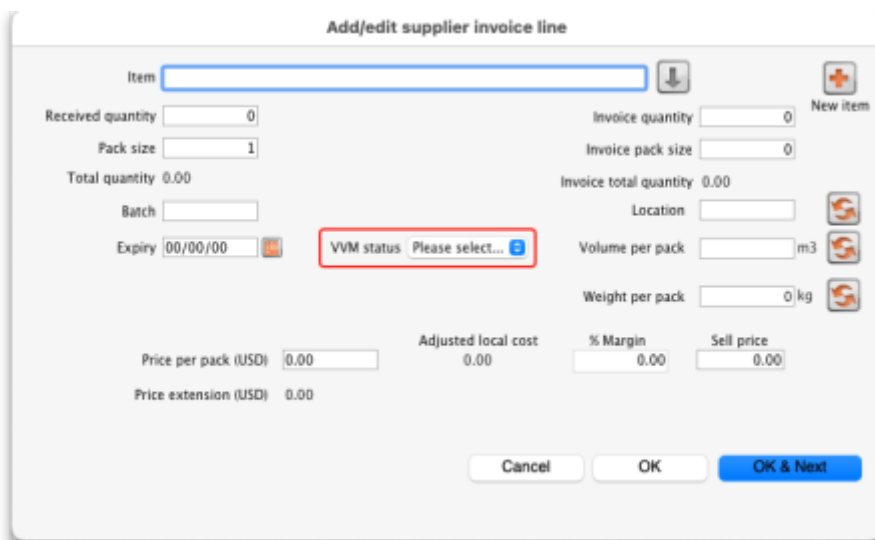 Add/edit supplier invoice line
Item
New item
Received quantity 0 Invoice quantity 0
Pack size 1 Invoice pack size 0
Total quantity 0.00 Invoice total quantity 0.00
Batch Location
Expiry 00/00/00 VVM status Please select... Volume per pack m3
Weight per pack 0 kg
Adjusted local cost % Margin Sell price
Price per pack (USD) 0.00 0.00 0.00 0.00
Price extension (USD) 0.00
Cancel OK OK & Next